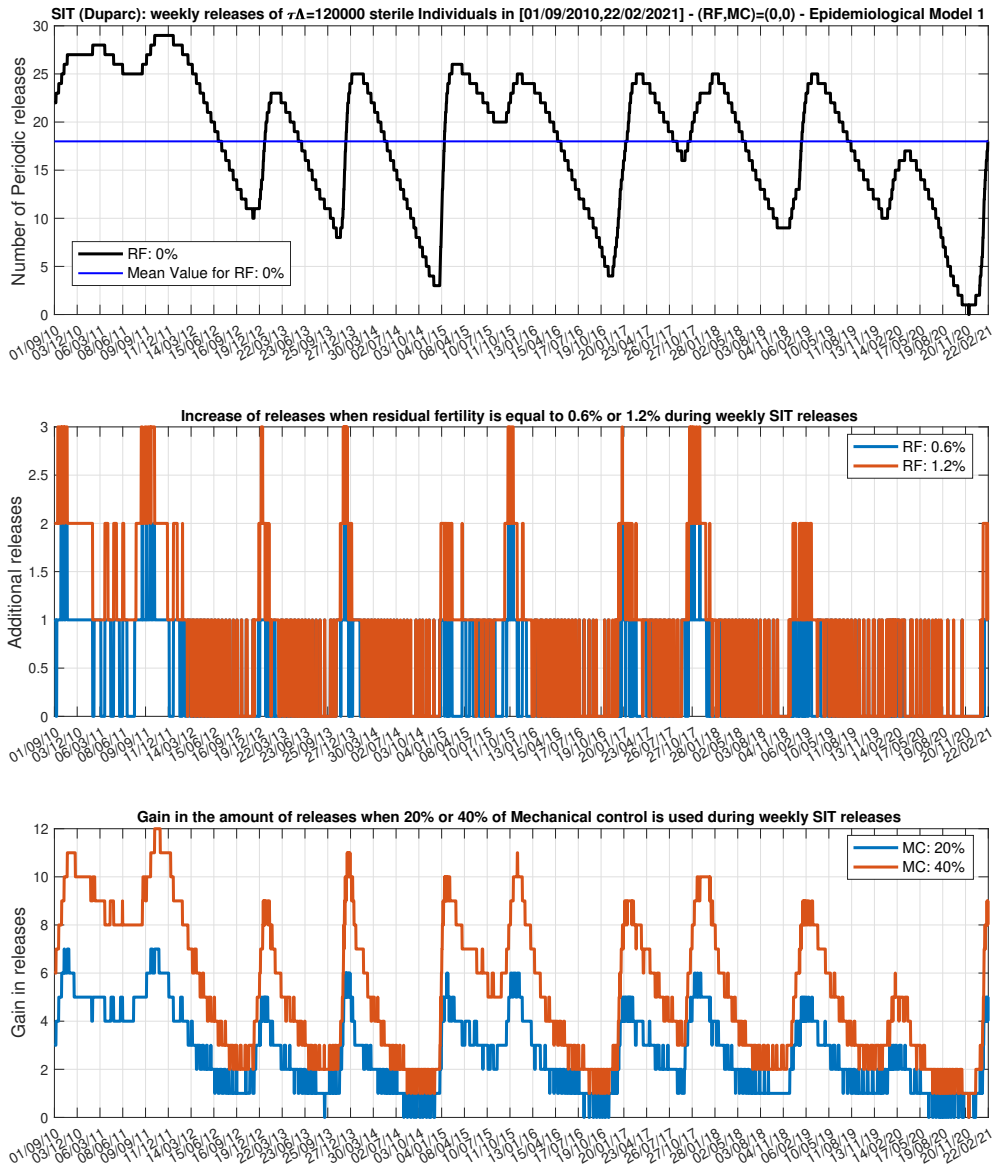 SIT (Duparc): weekly releases of τΛ=120000 sterile Individuals in [01/09/2010,22/02/2021] - (RF,MC)=(0,0) - Epidemiological Model 1
Number of Periodic releases
30
25
20
15
10
5
0
RF: 0%
Mean Value for RF: 0%
01/09/10 03/12/10 06/03/11 08/06/11 09/09/11 11/12/11 14/03/12 15/06/12 16/09/12 19/12/12 22/03/13 23/06/13 25/09/13 27/12/13 30/03/14 02/07/14 03/10/14 04/01/15 08/04/15 10/07/15 11/10/15 13/01/16 15/04/16 17/07/16 19/10/16 20/01/17 23/04/17 26/07/17 27/10/17 28/01/18 02/05/18 03/08/18 04/11/18 06/02/19 10/05/19 11/08/19 13/11/19 14/02/20 17/05/20 19/08/20 20/11/20 22/02/21
Increase of releases when residual fertility is equal to 0.6% or 1.2% during weekly SIT releases
Additional releases
3
2.5
2
1.5
1
0.5
0
RF: 0.6%
RF: 1.2%
01/09/10 03/12/10 06/03/11 08/06/11 09/09/11 11/12/11 14/03/12 15/06/12 16/09/12 19/12/12 22/03/13 23/06/13 25/09/13 27/12/13 30/03/14 02/07/14 03/10/14 04/01/15 08/04/15 10/07/15 11/10/15 13/01/16 15/04/16 17/07/16 19/10/16 20/01/17 23/04/17 26/07/17 27/10/17 28/01/18 02/05/18 03/08/18 04/11/18 06/02/19 10/05/19 11/08/19 13/11/19 14/02/20 17/05/20 19/08/20 20/11/20 22/02/21
Gain in the amount of releases when 20% or 40% of Mechanical control is used during weekly SIT releases
Gain in releases
12
10
8
6
4
2
0
MC: 20%
MC: 40%
01/09/10 03/12/10 06/03/11 08/06/11 09/09/11 11/12/11 14/03/12 15/06/12 16/09/12 19/12/12 22/03/13 23/06/13 25/09/13 27/12/13 30/03/14 02/07/14 03/10/14 04/01/15 08/04/15 10/07/15 11/10/15 13/01/16 15/04/16 17/07/16 19/10/16 20/01/17 23/04/17 26/07/17 27/10/17 28/01/18 02/05/18 03/08/18 04/11/18 06/02/19 10/05/19 11/08/19 13/11/19 14/02/20 17/05/20 19/08/20 20/11/20 22/02/21